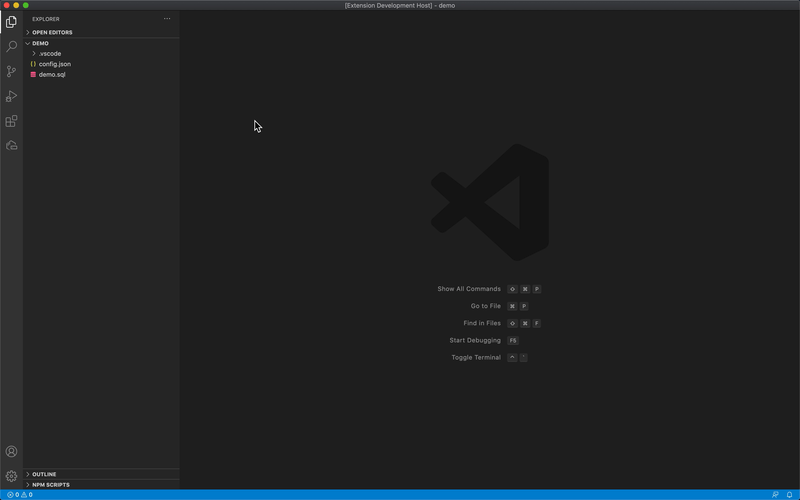 [Extension Development Host] - demo
EXPLORER
OPEN EDITORS
DEMO
.vscode
config.json
demo.sql
Show All Commands ⇧ ⌘ P
Go to File ⌘ P
Find in Files ⇧ ⌘ F
Start Debugging F5
Toggle Terminal ^ `
OUTLINE
NPM SCRIPTS
0 0